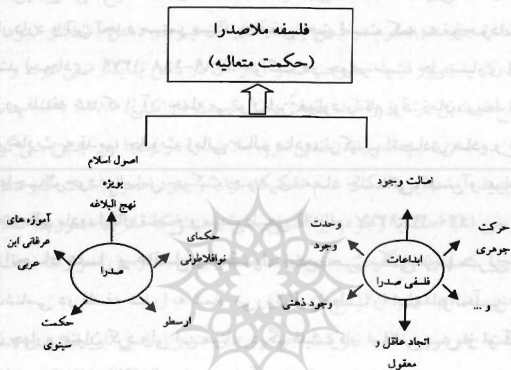 فلسفه ملاصدرا
(حکمت متعالیه)
اصول اسلام
بویژه
نهج البلاغه
حکمای
نوافلاطونی
ارسطو
حکمت
سینوی
آموزه های
عرفانی ابن
عربی
صدرا
اصالت وجود
حرکت
جوهری
و ...
اتحاد عاقل و
معقول
وجود ذهنی
وحدت
وجود
ابداعات
فلسفی صدرا